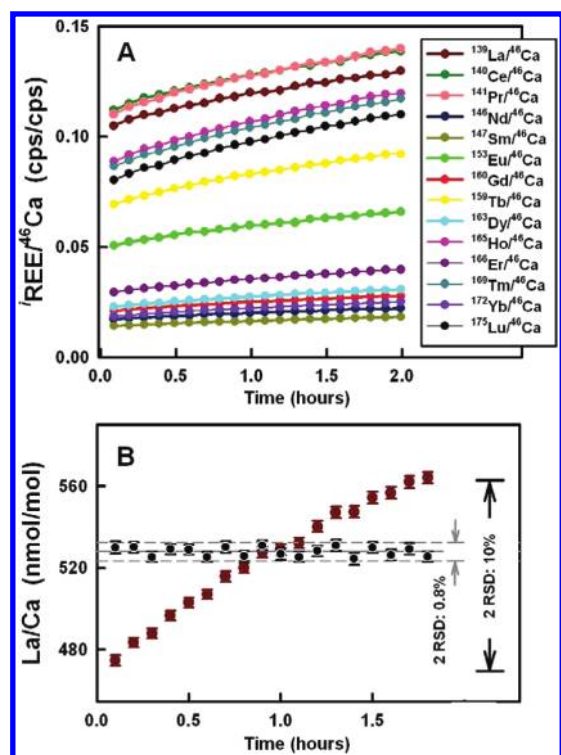 A
ⁱREE/⁴⁶Ca (cps/cps)
0.15
0.10
0.05
0.00
0.0 0.5 1.0 1.5 2.0
Time (hours)
¹³⁹La/⁴⁶Ca
¹⁴⁰Ce/⁴⁶Ca
¹⁴¹Pr/⁴⁶Ca
¹⁴⁶Nd/⁴⁶Ca
¹⁴⁷Sm/⁴⁶Ca
¹⁵³Eu/⁴⁶Ca
¹⁶⁰Gd/⁴⁶Ca
¹⁵⁹Tb/⁴⁶Ca
¹⁶³Dy/⁴⁶Ca
¹⁶⁵Ho/⁴⁶Ca
¹⁶⁶Er/⁴⁶Ca
¹⁶⁹Tm/⁴⁶Ca
¹⁷²Yb/⁴⁶Ca
¹⁷⁵Lu/⁴⁶Ca
B
La/Ca (nmol/mol)
560
520
480
0.0 0.5 1.0 1.5
Time (hours)
2 RSD: 0.8%
2 RSD: 10%